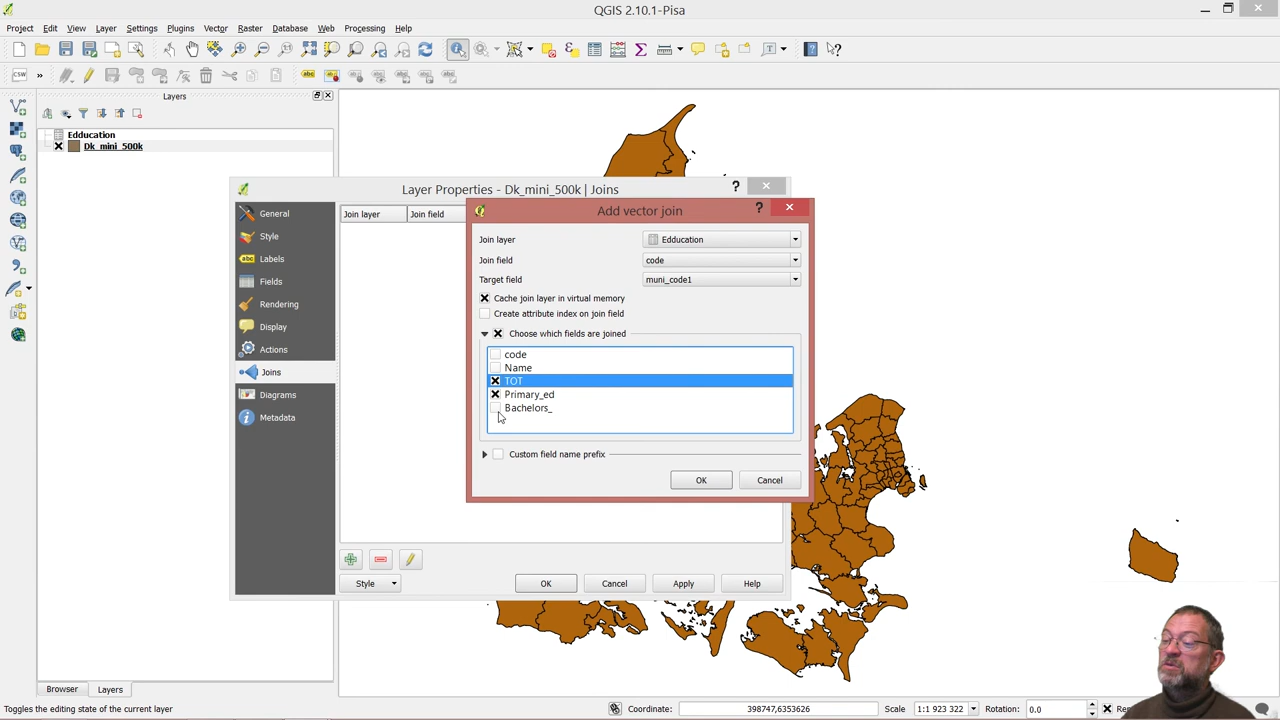 QGIS 2.10.1-Pisa
Project Edit View Layer Settings Plugins Vector Raster Database Web Processing Help
CSW »
abc
Layers
Edducation
Dk_mini_500k
Layer Properties - Dk_mini_500k | Joins
General
Style
Labels
Fields
Rendering
Display
Actions
Joins
Diagrams
Metadata
Join layer Join field
Add vector join
Join layer Edducation
Join field code
Target field muni_code1
Cache join layer in virtual memory
Create attribute index on join field
Choose which fields are joined
code
Name
TOT
Primary_ed
Bachelors_
Custom field name prefix
OK Cancel
Style OK Cancel Apply Help
Browser Layers
Toggles the editing state of the current layer Coordinate: 398747,6353626 Scale 1:1 923 322 Rotation: 0.0